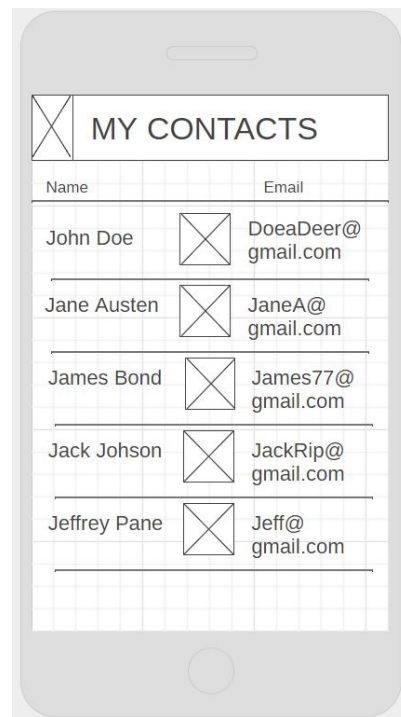 MY CONTACTS
Name Email
John Doe DoeaDeer@
gmail.com
Jane Austen JaneA@
gmail.com
James Bond James77@
gmail.com
Jack Johson JackRip@
gmail.com
Jeffrey Pane Jeff@
gmail.com